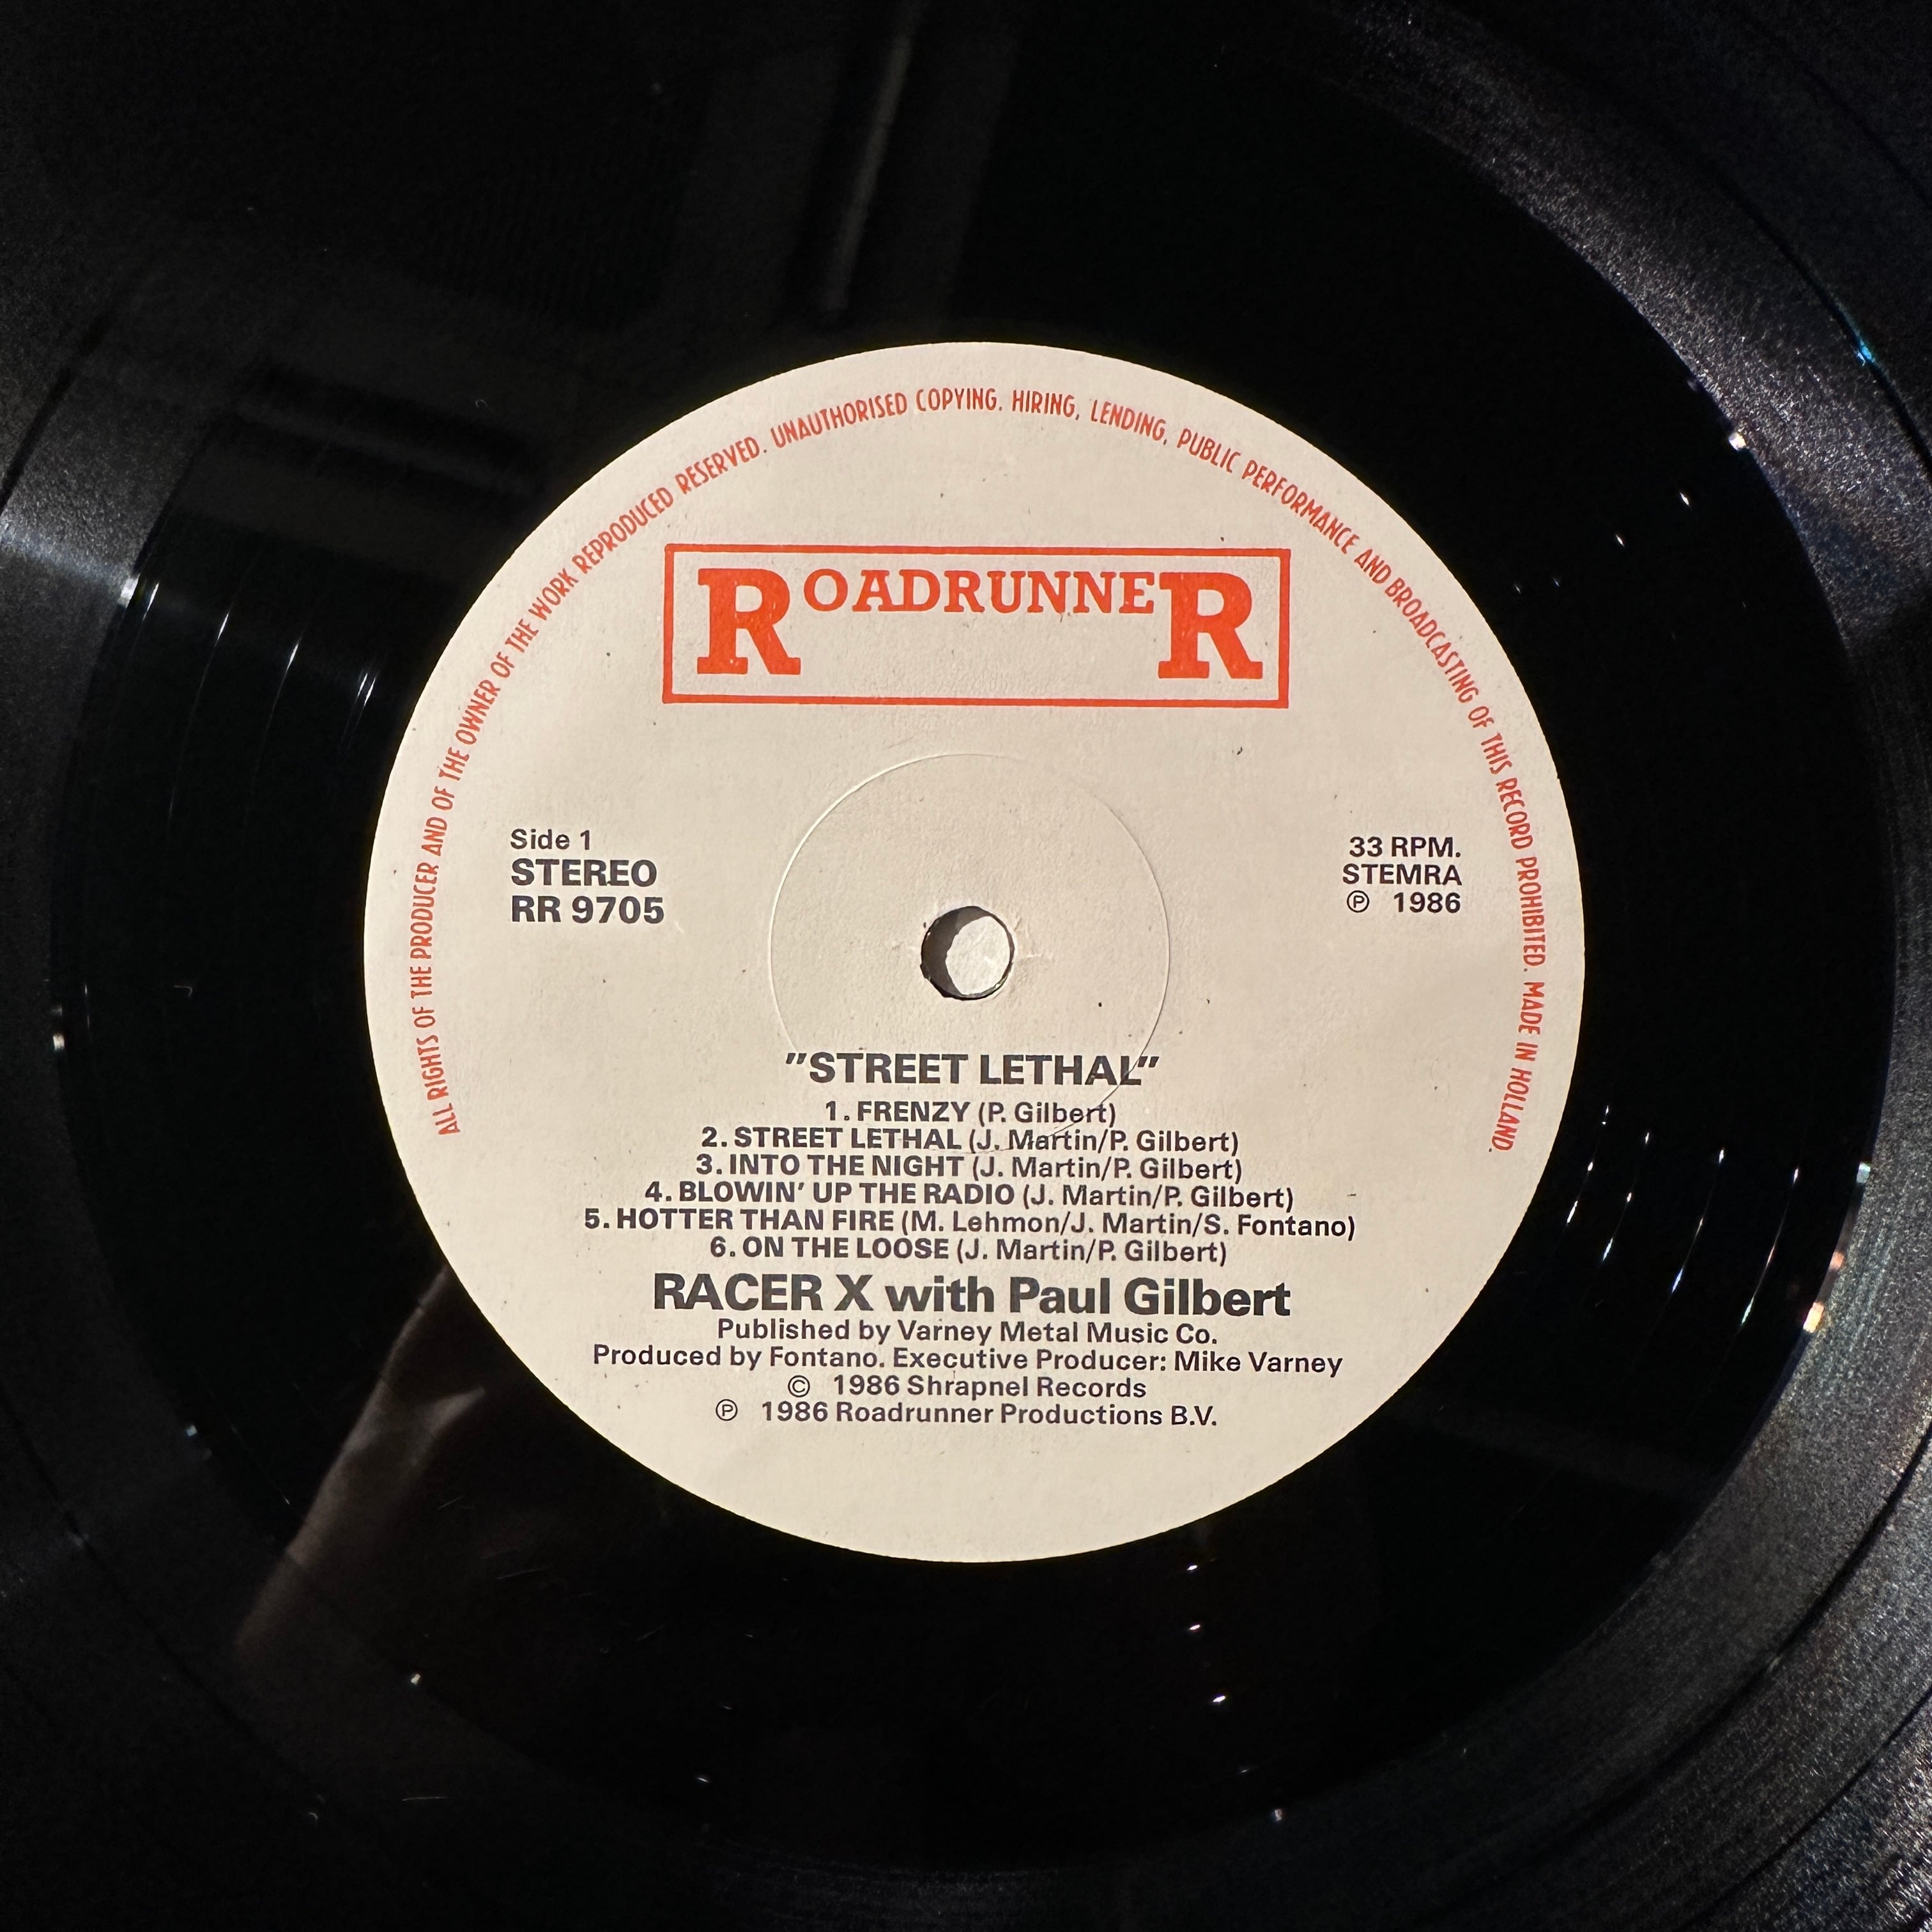 ALL RIGHTS OF THE PRODUCER AND OF THE OWNER OF THE WORK REPRODUCED RESERVED. UNAUTHORISED COPYING. HIRING, LENDING, PUBLIC PERFORMANCE AND BROADCASTING OF THIS RECORD PROHIBITED. MADE IN HOLLAND.
ROADRUNNER
Side 1
STEREO
RR 9705
33 RPM.
STEMRA
℗ 1986
"STREET LETHAL"
1. FRENZY (P. Gilbert)
2. STREET LETHAL (J. Martin/P. Gilbert)
3. INTO THE NIGHT (J. Martin/P. Gilbert)
4. BLOWIN' UP THE RADIO (J. Martin/P. Gilbert)
5. HOTTER THAN FIRE (M. Lehmon/J. Martin/S. Fontano)
6. ON THE LOOSE (J. Martin/P. Gilbert)
RACER X with Paul Gilbert
Published by Varney Metal Music Co.
Produced by Fontano. Executive Producer: Mike Varney
© 1986 Shrapnel Records
℗ 1986 Roadrunner Productions B.V.